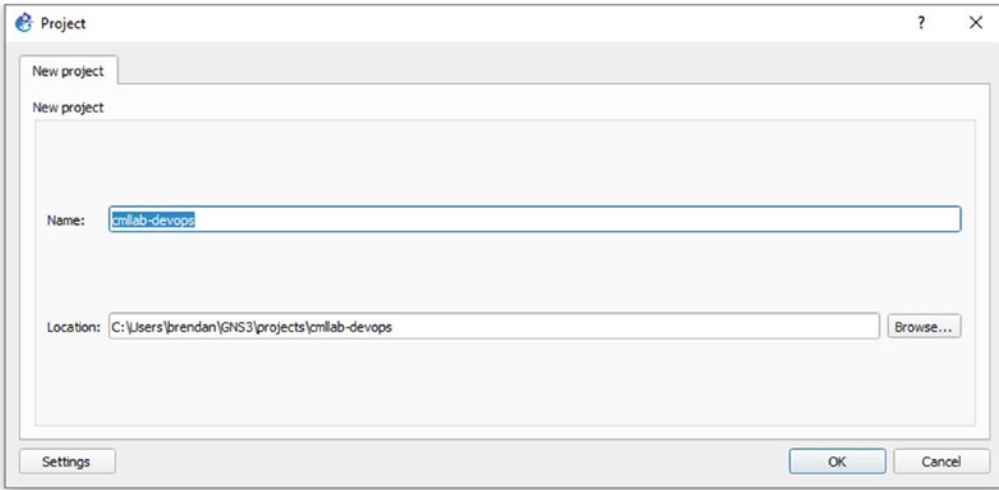 Project
?
New project
New project
Name: cmllab-devops
Location: C:\Users\brendan\GNS3\projects\cmllab-devops Browse...
Settings OK Cancel